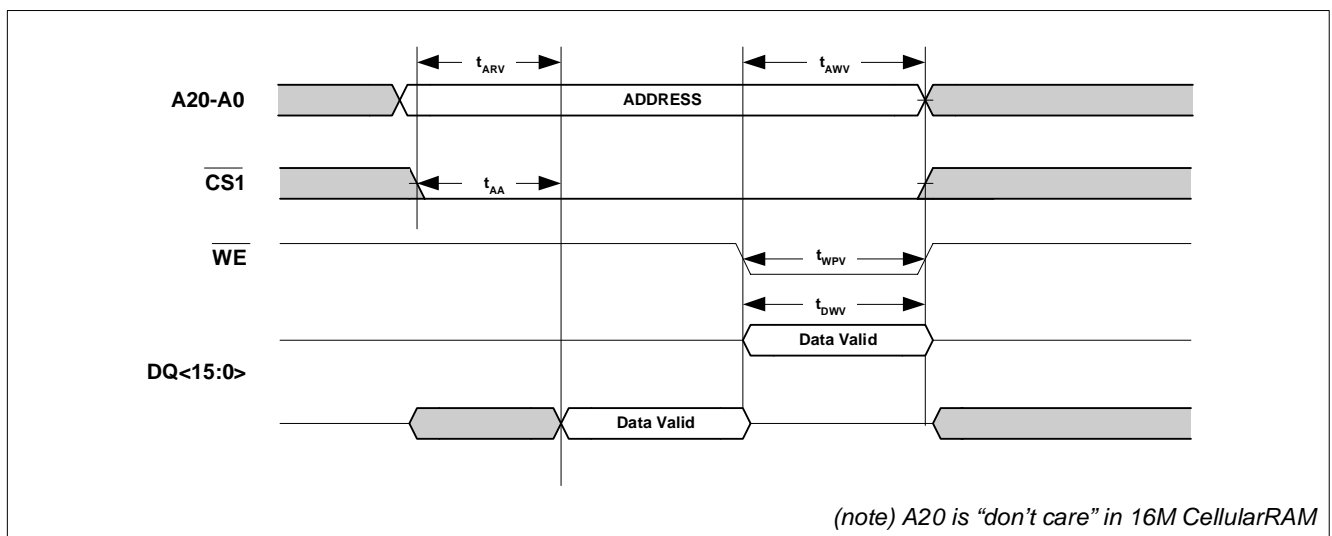 tARV
tAWV
A20-A0
ADDRESS
CS1
tAA
WE
tWPV
tDWV
Data Valid
DQ<15:0>
Data Valid
(note) A20 is “don’t care” in 16M CellularRAM